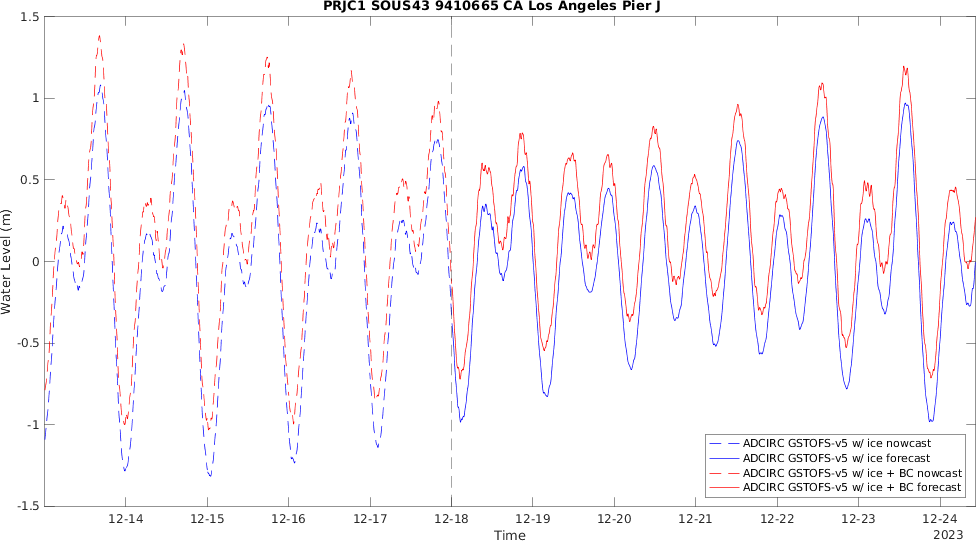 PRJC1 SOUS43 9410665 CA Los Angeles Pier J
1.5
1
0.5
0
-0.5
-1
-1.5
Water Level (m)
ADCIRC GSTOFS-v5 w/ ice nowcast
ADCIRC GSTOFS-v5 w/ ice forecast
ADCIRC GSTOFS-v5 w/ ice + BC nowcast
ADCIRC GSTOFS-v5 w/ ice + BC forecast
12-14 12-15 12-16 12-17 12-18 12-19 12-20 12-21 12-22 12-23 12-24
Time
2023